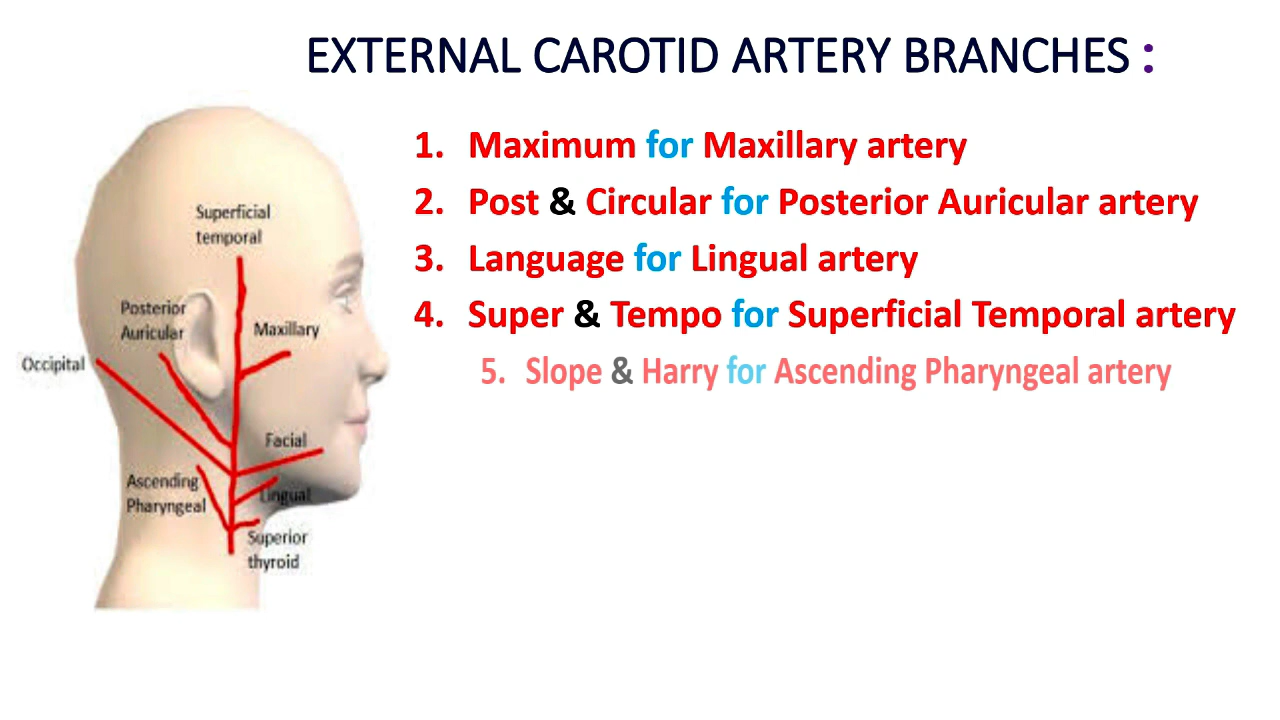 EXTERNAL CAROTID ARTERY BRANCHES :
1. Maximum for Maxillary artery
2. Post & Circular for Posterior Auricular artery
3. Language for Lingual artery
4. Super & Tempo for Superficial Temporal artery
5. Slope & Harry for Ascending Pharyngeal artery
Superficial
temporal
Posterior
Auricular
Maxillary
Occipital
Facial
Ascending
Pharyngeal
Lingual
Superior
thyroid